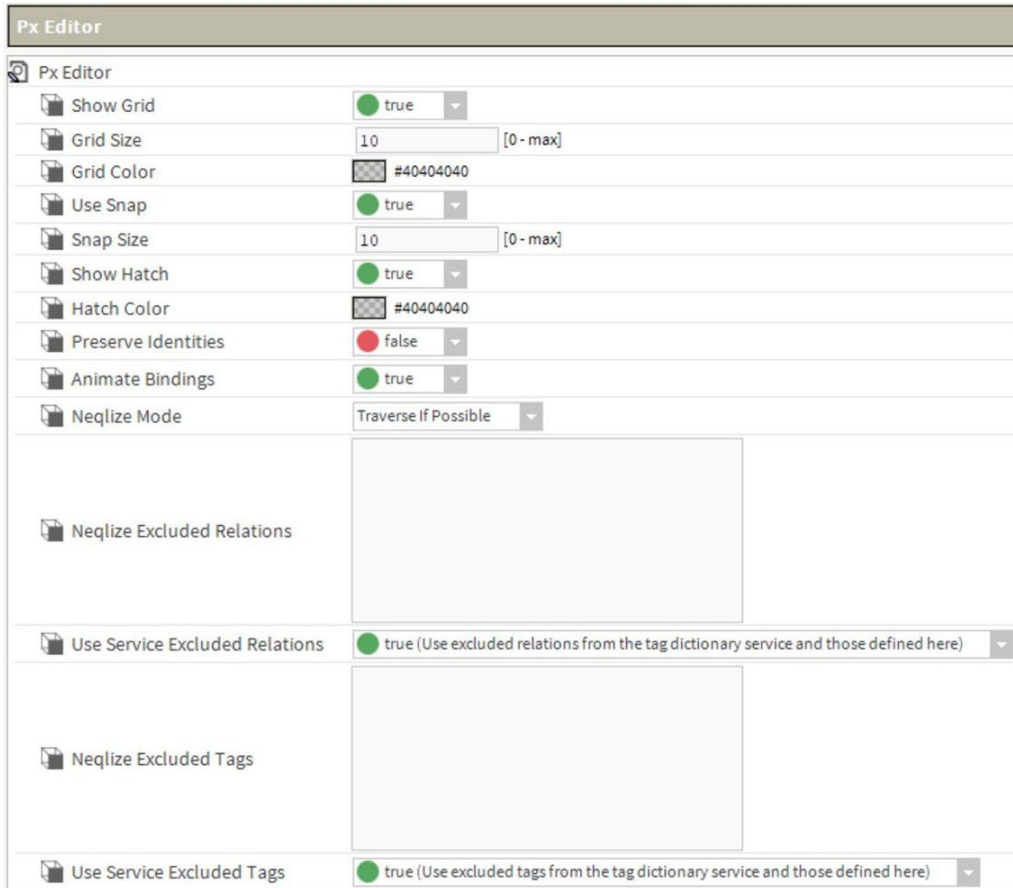 Px Editor
Px Editor
Show Grid true
Grid Size 10 [0 - max]
Grid Color #40404040
Use Snap true
Snap Size 10 [0 - max]
Show Hatch true
Hatch Color #40404040
Preserve Identities false
Animate Bindings true
Neqlize Mode Traverse If Possible
Neqlize Excluded Relations
Use Service Excluded Relations true (Use excluded relations from the tag dictionary service and those defined here)
Neqlize Excluded Tags
Use Service Excluded Tags true (Use excluded tags from the tag dictionary service and those defined here)